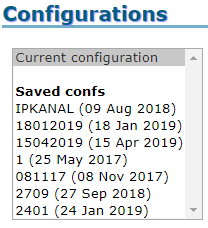 Configurations
Current configuration
Saved confs
IPKANAL (09 Aug 2018)
18012019 (18 Jan 2019)
15042019 (15 Apr 2019)
1 (25 May 2017)
081117 (08 Nov 2017)
2709 (27 Sep 2018)
2401 (24 Jan 2019)